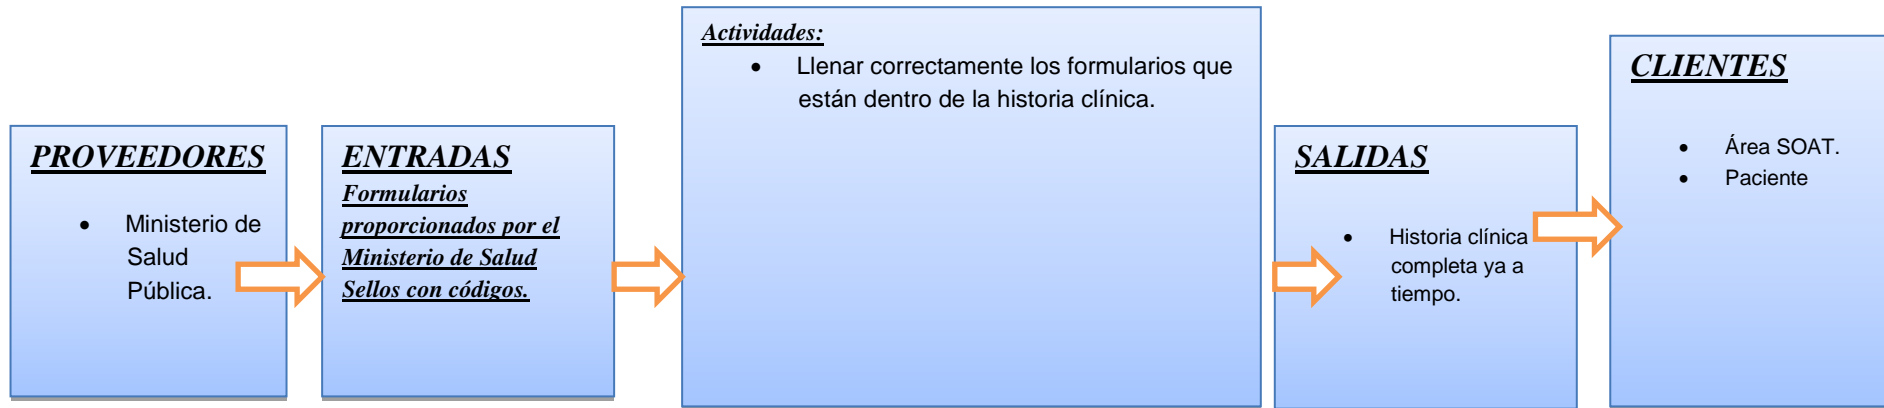 PROVEEDORES
• Ministerio de
Salud
Pública.
ENTRADAS
Formularios
proporcionados por el
Ministerio de Salud
Sellos con códigos.
Actividades:
• Llenar correctamente los formularios que
están dentro de la historia clínica.
SALIDAS
• Historia clínica
completa ya a
tiempo.
CLIENTES
• Área SOAT.
• Paciente